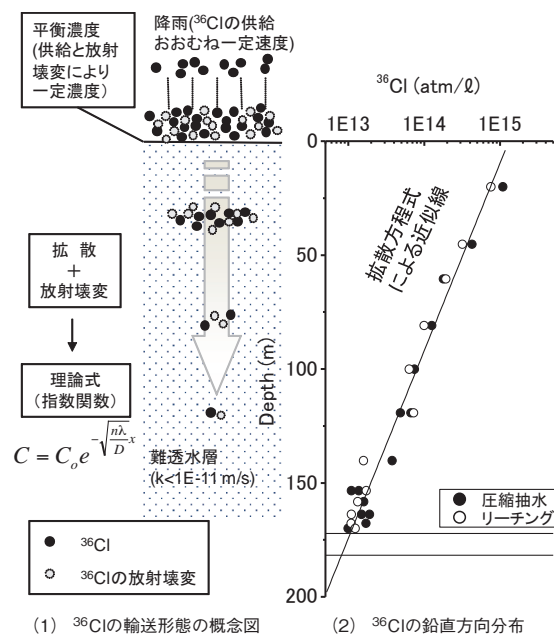 平衡濃度
(供給と放射
壊変により
一定濃度)
降雨(³⁶Clの供給
おおむね一定速度)
拡 散
+
放射壊変
理論式
(指数関数)
C = Cₒe^{-√(nλ/D)x}
難透水層
(k<1E-11 m/s)
³⁶Cl
³⁶Clの放射壊変
(1) ³⁶Clの輸送形態の概念図
³⁶Cl (atm/ℓ)
1E13 1E14 1E15
0
50
100
150
200
Depth(m)
拡散方程式
による近似線
圧縮抽水
リーチング
(2) ³⁶Clの鉛直方向分布